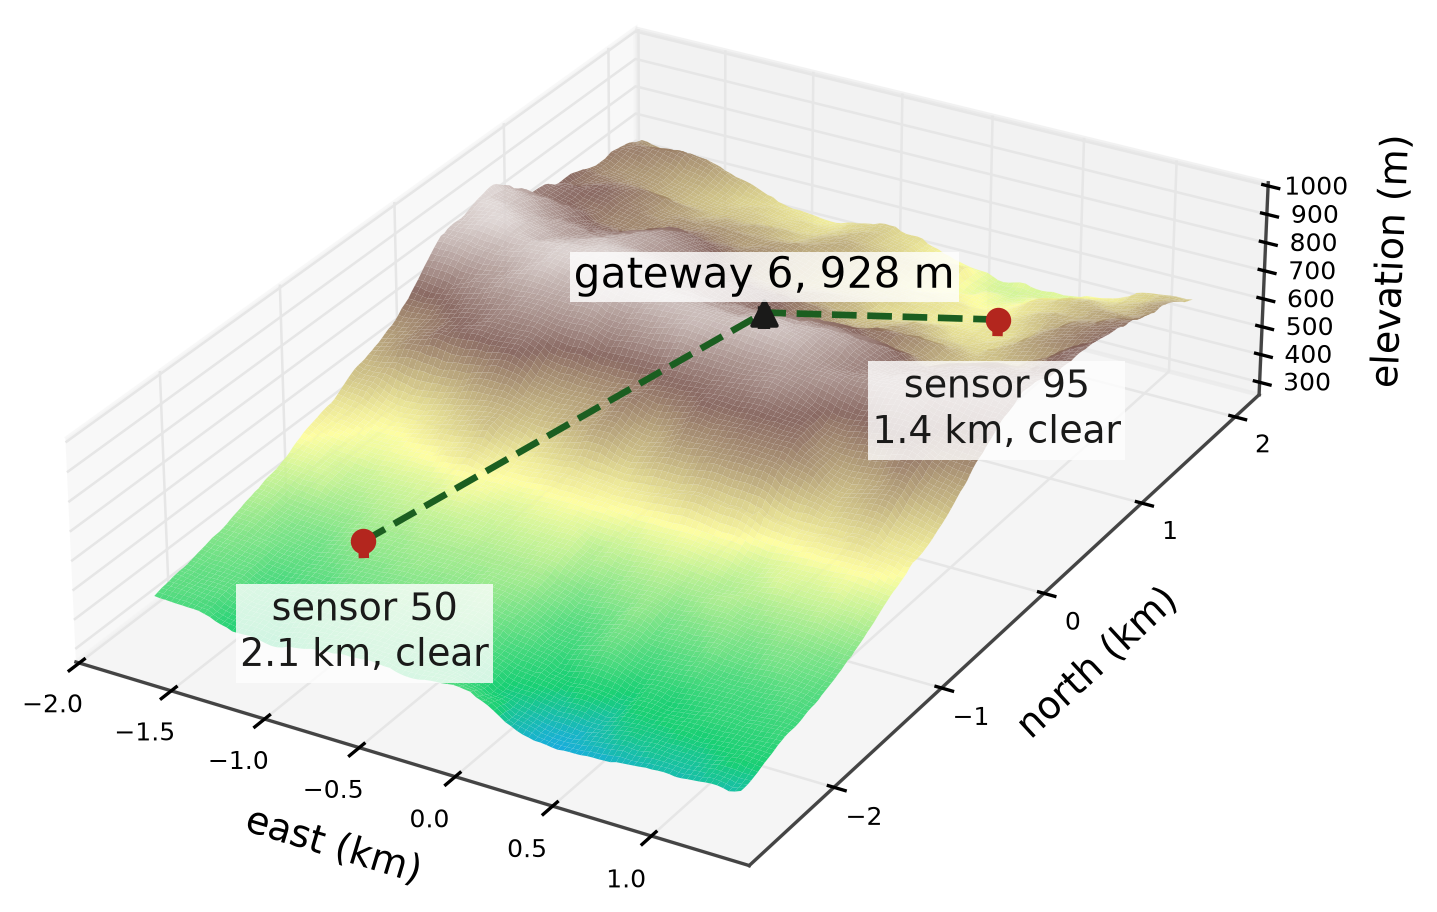 gateway 6, 928 m
sensor 95
1.4 km, clear
sensor 50
2.1 km, clear
1000
900
800
700
600
500
400
300
elevation (m)
2
1
0
−1
−2
north (km)
−2.0
−1.5
−1.0
−0.5
0.0
0.5
1.0
east (km)